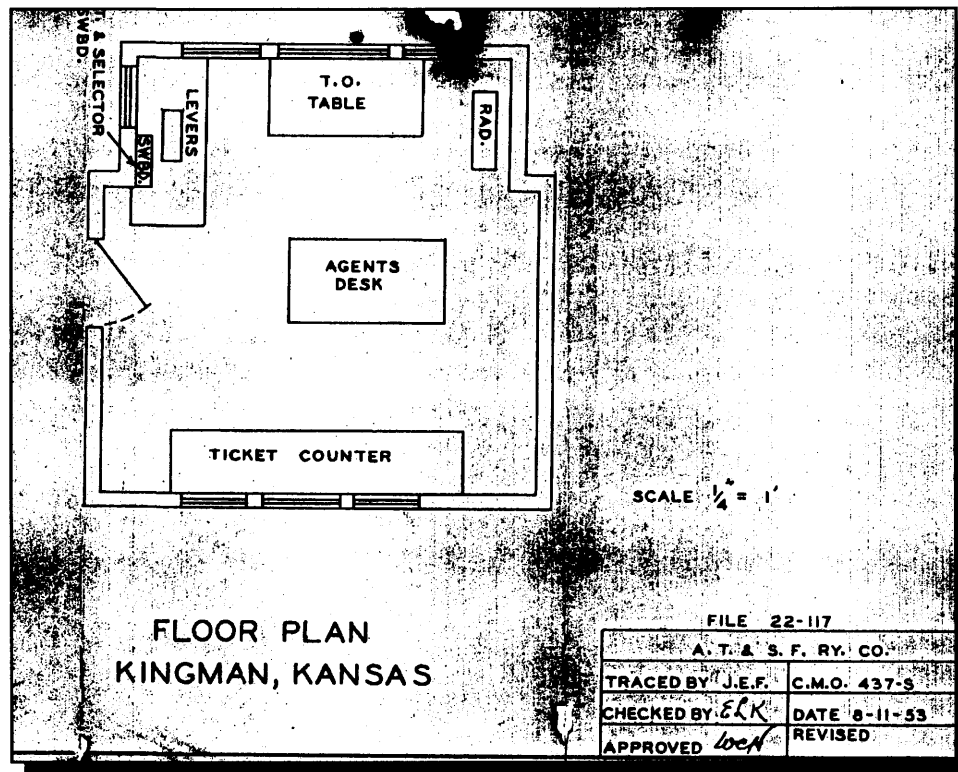 & SELECTOR
SWBD.
T.O.
TABLE
LEVERS
RAD.
SWBD.
AGENTS
DESK
TICKET COUNTER
SCALE 1/4" = 1'
FLOOR PLAN
KINGMAN, KANSAS
FILE 22-117
A. T. & S. F. RY. CO.
TRACED BY J.E.F. C.M.O. 437-S
CHECKED BY ELK DATE 8-11-53
APPROVED REVISED